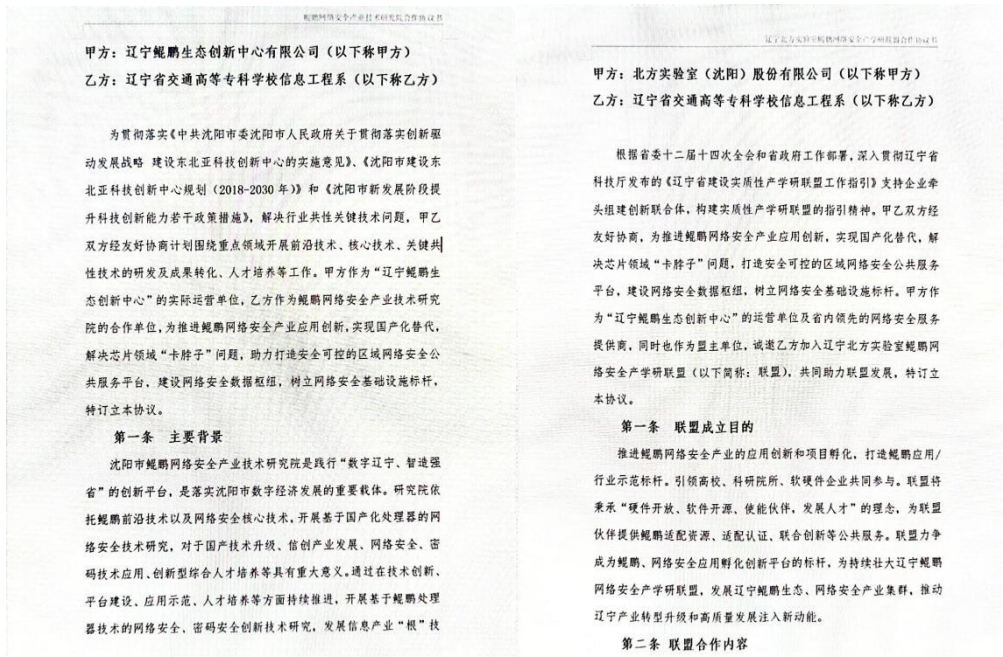 鲲鹏网络安全产业技术研究院合作协议书
甲方：辽宁鲲鹏生态创新中心有限公司（以下称甲方）
乙方：辽宁省交通高等专科学校信息工程系（以下称乙方）
为贯彻落实《中共沈阳市委沈阳市人民政府关于贯彻落实创新驱
动发展战略 建设东北亚科技创新中心的实施意见》、《沈阳市建设东
北亚科技创新中心规划（2018-2030 年）》和《沈阳市新发展阶段提
升科技创新能力若干政策措施》，解决行业共性关键技术问题，甲乙
双方经友好协商计划围绕重点领域开展前沿技术、核心技术、关键共
性技术的研发及成果转化、人才培养等工作。甲方作为“辽宁鲲鹏生
态创新中心”的实际运营单位，乙方作为鲲鹏网络安全产业技术研究
院的合作单位，为推进鲲鹏网络安全产业应用创新，实现国产化替代，
解决芯片领域“卡脖子”问题，助力打造安全可控的区域网络安全公
共服务平台，建设网络安全数据枢纽，树立网络安全基础设施标杆，
特订立本协议。
第一条 主要背景
沈阳市鲲鹏网络安全产业技术研究院是践行“数字辽宁、智造强
省”的创新平台，是落实沈阳市数字经济发展的重要载体。研究院依
托鲲鹏前沿技术以及网络安全核心技术，开展基于国产化处理器的网
络安全技术研究，对于国产技术升级、信创产业发展、网络安全、密
码技术应用、创新型综合人才培养等具有重大意义。通过在技术创新、
平台建设、应用示范、人才培养等方面持续推进，开展基于鲲鹏处理
器技术的网络安全、密码安全创新技术研究，发展信息产业“根”技
辽宁北方实验室鲲鹏网络安全产学研联盟合作协议书
甲方：北方实验室（沈阳）股份有限公司（以下称甲方）
乙方：辽宁省交通高等专科学校信息工程系（以下称乙方）
根据省委十二届十四次全会和省政府工作部署，深入贯彻辽宁省
科技厅发布的《辽宁省建设实质性产学研联盟工作指引》支持企业牵
头组建创新联合体，构建实质性产学研联盟的指引精神。甲乙双方经
友好协商，为推进鲲鹏网络安全产业应用创新，实现国产化替代，解
决芯片领域“卡脖子”问题，打造安全可控的区域网络安全公共服务
平台，建设网络安全数据枢纽，树立网络安全基础设施标杆。甲方作
为“辽宁鲲鹏生态创新中心”的运营单位及省内领先的网络安全服务
提供商，同时也作为盟主单位，诚邀乙方加入辽宁北方实验室鲲鹏网
络安全产学研联盟（以下简称：联盟），共同助力联盟发展，特订立
本协议。
第一条 联盟成立目的
推进鲲鹏网络安全产业的应用创新和项目孵化，打造鲲鹏应用/
行业示范标杆。引领高校、科研院所、软硬件企业共同参与。联盟将
秉承“硬件开放、软件开源、使能伙伴，发展人才”的理念，为联盟
伙伴提供鲲鹏适配资源、适配认证、联合创新等公共服务。联盟力争
成为鲲鹏、网络安全应用孵化创新平台的标杆，为持续壮大辽宁鲲鹏
网络安全产学研联盟，发展辽宁鲲鹏生态、网络安全产业集群，推动
辽宁产业转型升级和高质量发展注入新动能。
第二条 联盟合作内容